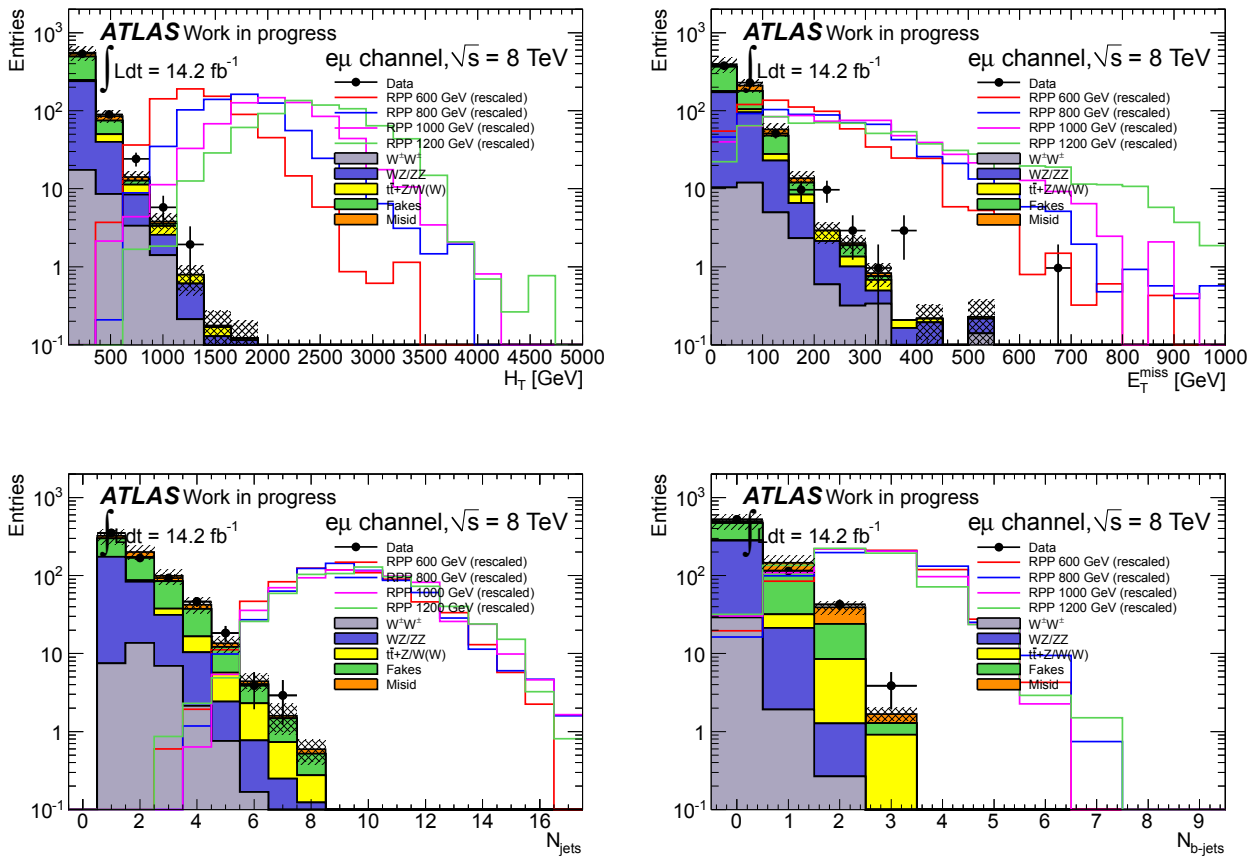 Entries
10³
10²
10
1
10⁻¹
ATLAS Work in progress
∫ Ldt = 14.2 fb⁻¹
eμ channel, √s = 8 TeV
Data
RPP 600 GeV (rescaled)
RPP 800 GeV (rescaled)
RPP 1000 GeV (rescaled)
RPP 1200 GeV (rescaled)
W±W±
WZ/ZZ
tt̄+Z/W(W)
Fakes
Misid
500 1000 1500 2000 2500 3000 3500 4000 4500 5000
H_T [GeV]
Entries
10³
10²
10
1
10⁻¹
ATLAS Work in progress
∫ Ldt = 14.2 fb⁻¹
eμ channel, √s = 8 TeV
Data
RPP 600 GeV (rescaled)
RPP 800 GeV (rescaled)
RPP 1000 GeV (rescaled)
RPP 1200 GeV (rescaled)
W±W±
WZ/ZZ
tt̄+Z/W(W)
Fakes
Misid
0 100 200 300 400 500 600 700 800 900 1000
E_T^miss [GeV]
Entries
10³
10²
10
1
10⁻¹
ATLAS Work in progress
∫ Ldt = 14.2 fb⁻¹
eμ channel, √s = 8 TeV
Data
RPP 600 GeV (rescaled)
RPP 800 GeV (rescaled)
RPP 1000 GeV (rescaled)
RPP 1200 GeV (rescaled)
W±W±
WZ/ZZ
tt̄+Z/W(W)
Fakes
Misid
0 2 4 6 8 10 12 14 16
N_jets
Entries
10³
10²
10
1
10⁻¹
ATLAS Work in progress
∫ Ldt = 14.2 fb⁻¹
eμ channel, √s = 8 TeV
Data
RPP 600 GeV (rescaled)
RPP 800 GeV (rescaled)
RPP 1000 GeV (rescaled)
RPP 1200 GeV (rescaled)
W±W±
WZ/ZZ
tt̄+Z/W(W)
Fakes
Misid
0 1 2 3 4 5 6 7 8 9
N_b-jets